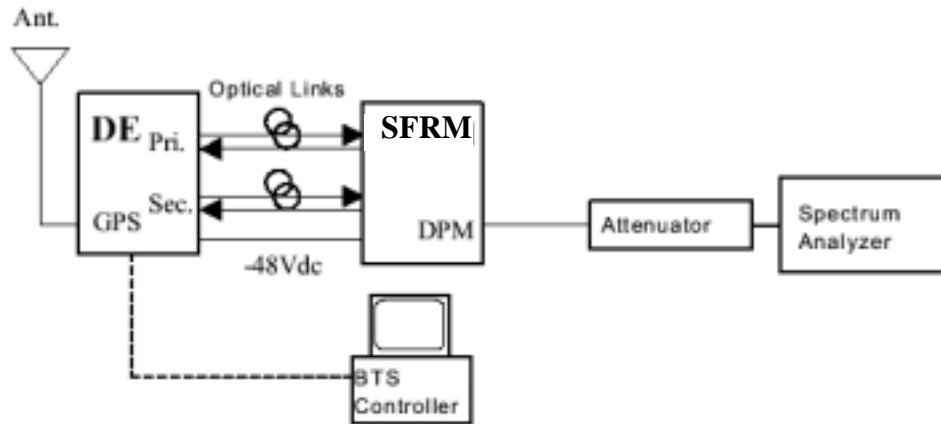 Ant.
Optical Links
DE
SFRM
Pri.
Sec.
GPS
DPM
Attenuator
Spectrum
Analyzer
-48Vdc
BTS
Controller